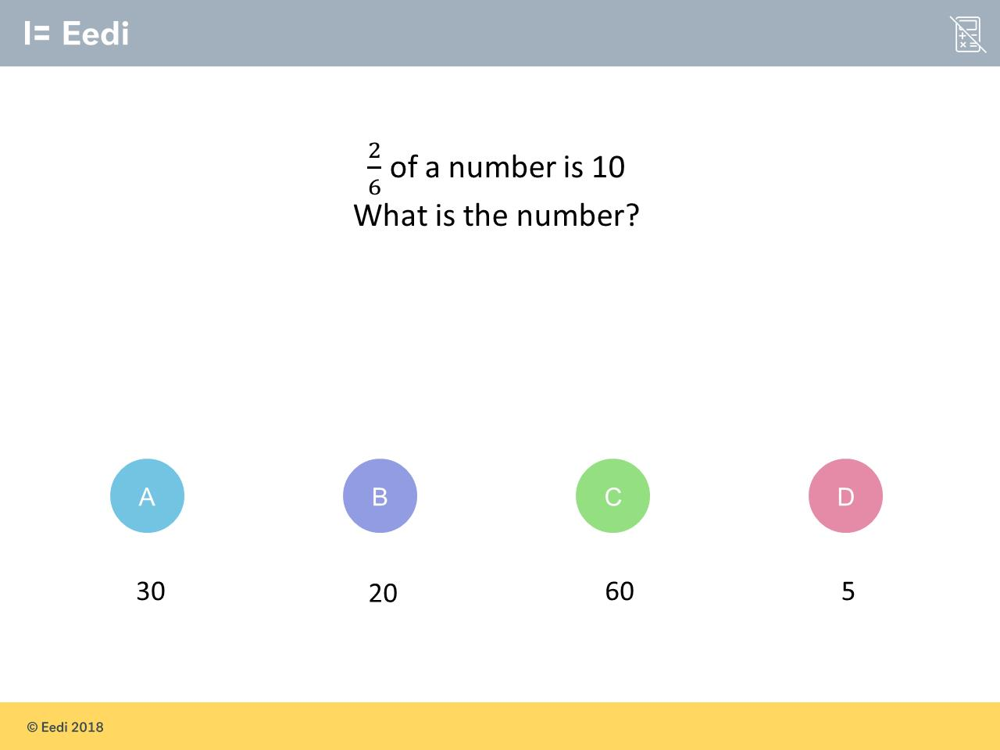 Eedi
2/6 of a number is 10
What is the number?
A B C D
30 20 60 5
© Eedi 2018